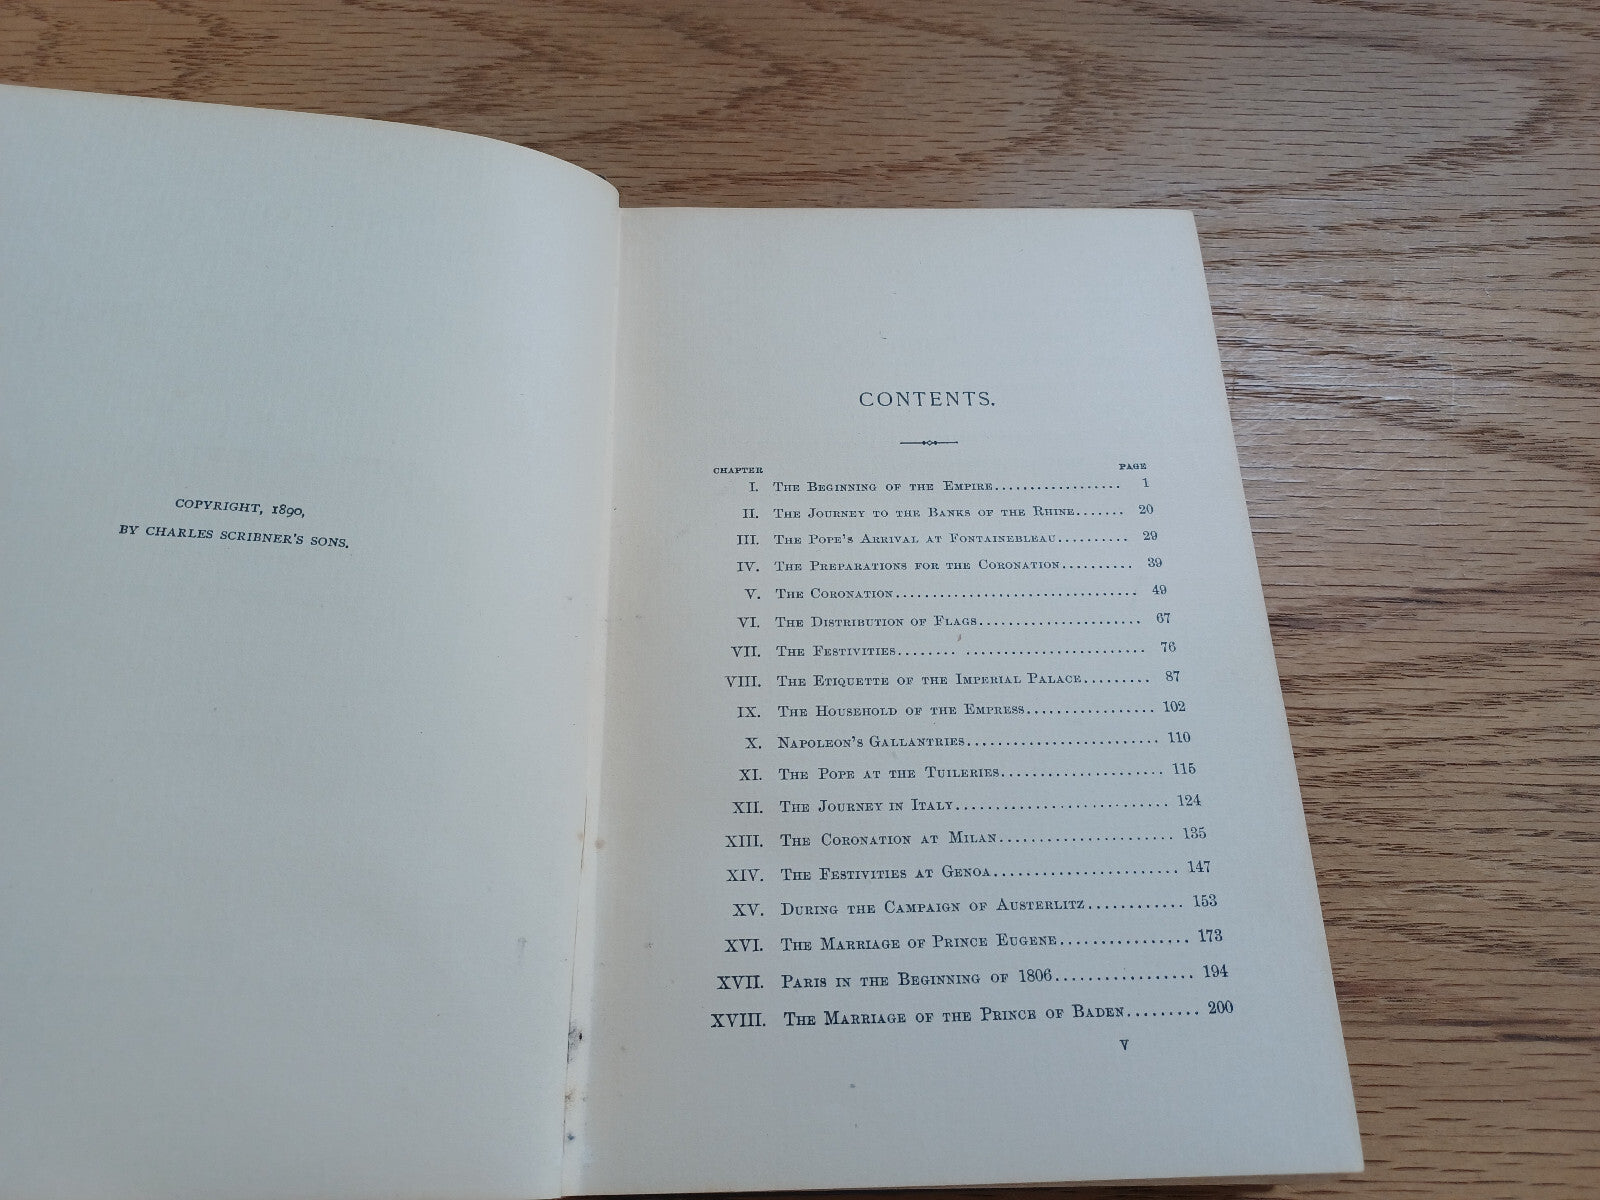 COPYRIGHT, 1890,
BY CHARLES SCRIBNER'S SONS.
CONTENTS.
CHAPTER PAGE
I. The Beginning of the Empire.................. 1
II. The Journey to the Banks of the Rhine....... 20
III. The Pope's Arrival at Fontainebleau.......... 29
IV. The Preparations for the Coronation.......... 39
V. The Coronation................................. 49
VI. The Distribution of Flags...................... 67
VII. The Festivities........ ........................ 76
VIII. The Etiquette of the Imperial Palace......... 87
IX. The Household of the Empress................. 102
X. Napoleon's Gallantries......................... 110
XI. The Pope at the Tuileries...................... 115
XII. The Journey in Italy............................ 124
XIII. The Coronation at Milan....................... 135
XIV. The Festivities at Genoa........................ 147
XV. During the Campaign of Austerlitz............ 153
XVI. The Marriage of Prince Eugene................ 173
XVII. Paris in the Beginning of 1806................. 194
XVIII. The Marriage of the Prince of Baden......... 200
v